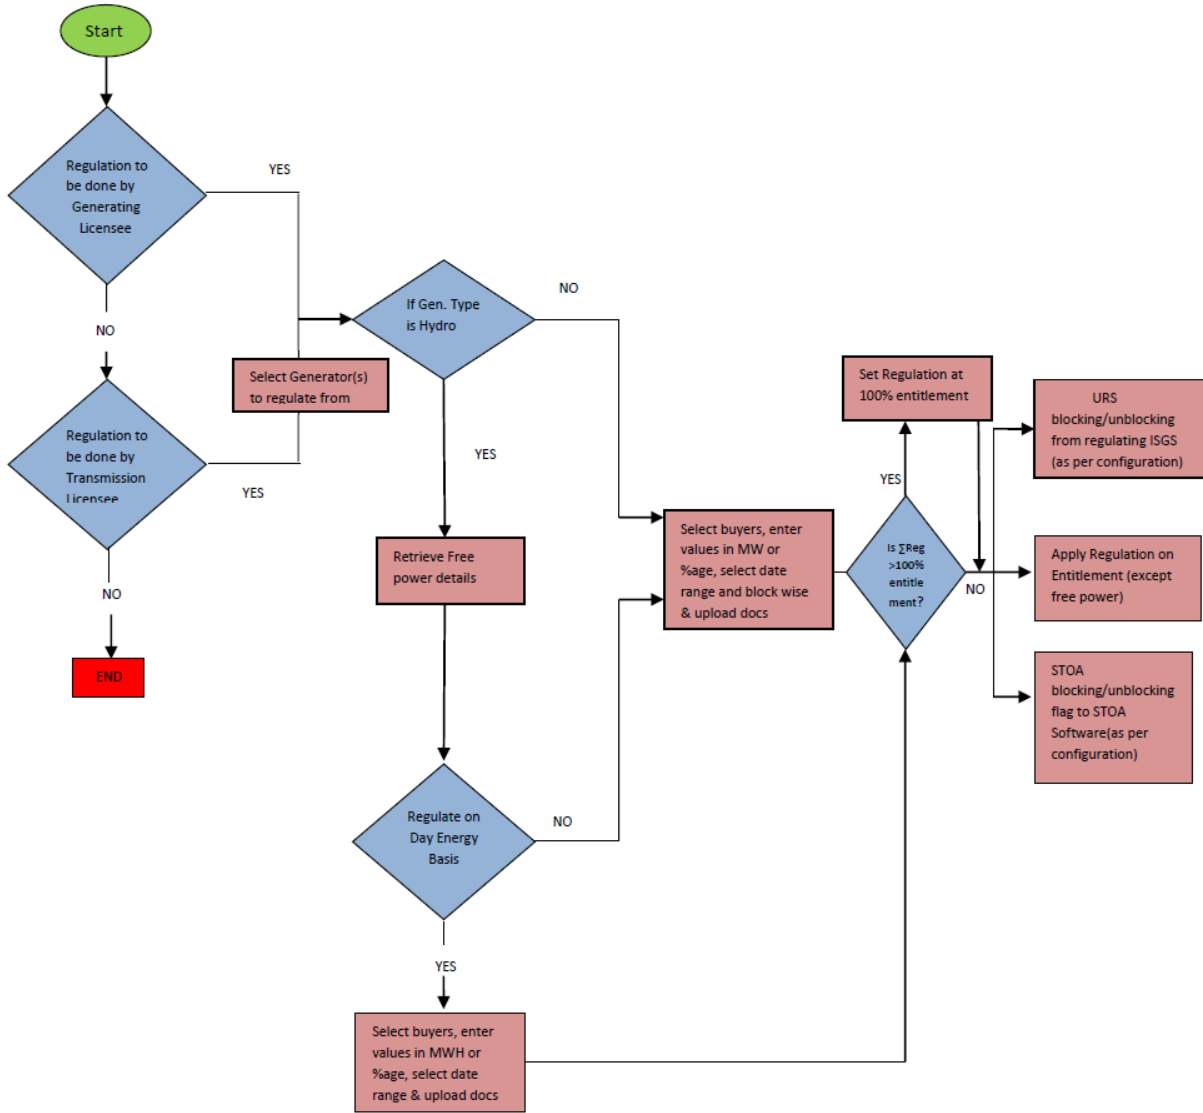 Start
Regulation to
be done by
Generating
Licensee
YES
NO
If Gen. Type
is Hydro
NO
Select Generator(s)
to regulate from
Regulation to
be done by
Transmission
Licensee
YES
NO
END
YES
Retrieve Free
power details
Select buyers, enter
values in MW or
%age, select date
range and block wise
& upload docs
Set Regulation at
100% entitlement
YES
Is ∑Reg
>100%
entitle
ment?
NO
URS
blocking/unblocking
from regulating ISGS
(as per configuration)
Apply Regulation on
Entitlement (except
free power)
STOA
blocking/unblocking
flag to STOA
Software(as per
configuration)
Regulate on
Day Energy
Basis
NO
YES
Select buyers, enter
values in MWH or
%age, select date
range & upload docs